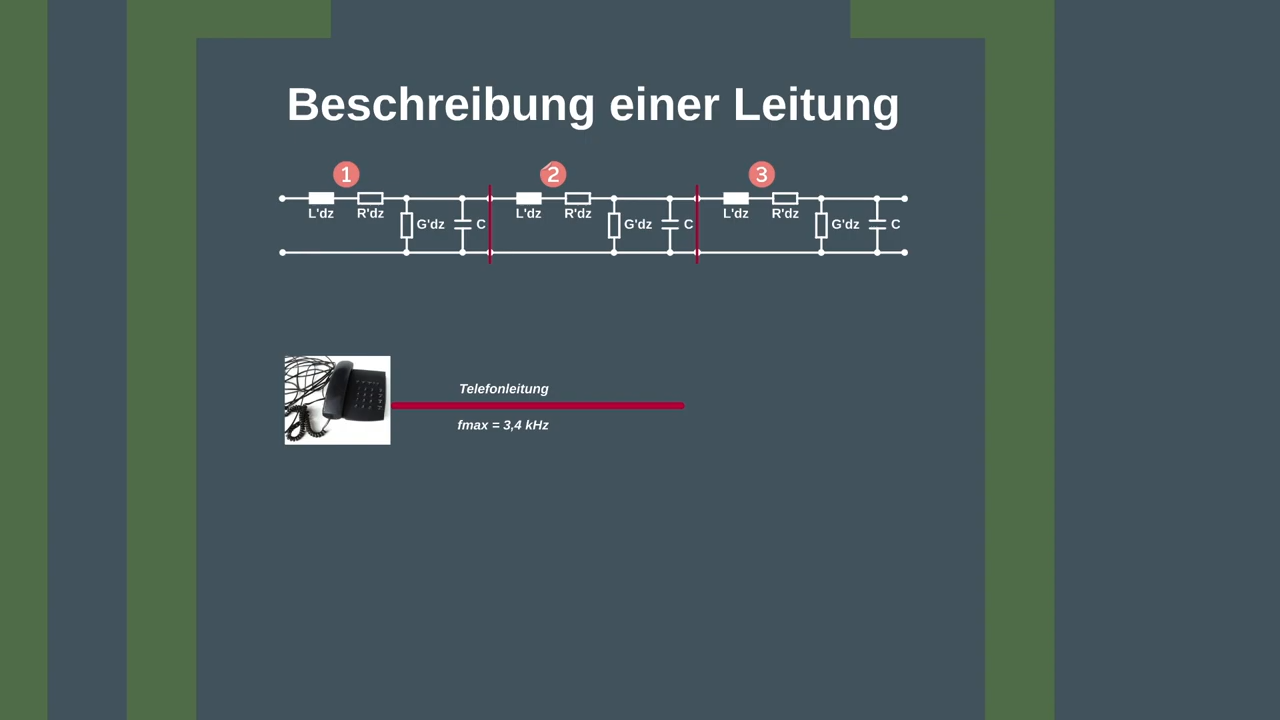 Beschreibung einer Leitung
1 2 3
L'dz R'dz L'dz R'dz L'dz R'dz
G'dz C G'dz C G'dz C
Telefonleitung
fmax = 3,4 kHz